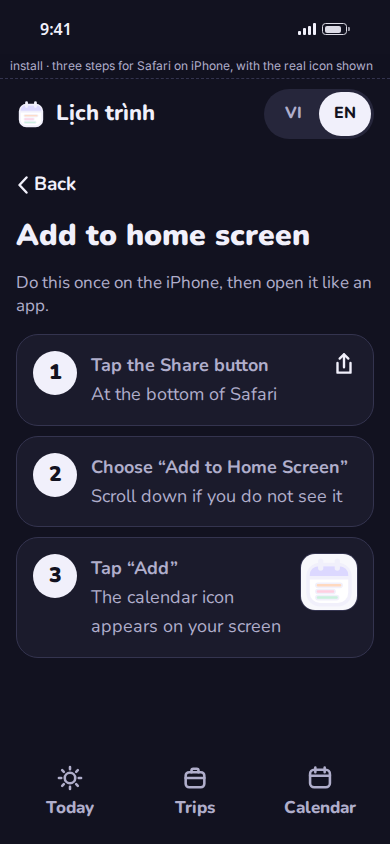 9:41
install · three steps for Safari on iPhone, with the real icon shown
Lịch trình
VI
EN
Back
Add to home screen
Do this once on the iPhone, then open it like an
app.
1
Tap the Share button
At the bottom of Safari
2
Choose “Add to Home Screen”
Scroll down if you do not see it
3
Tap “Add”
The calendar icon
appears on your screen
Today
Trips
Calendar